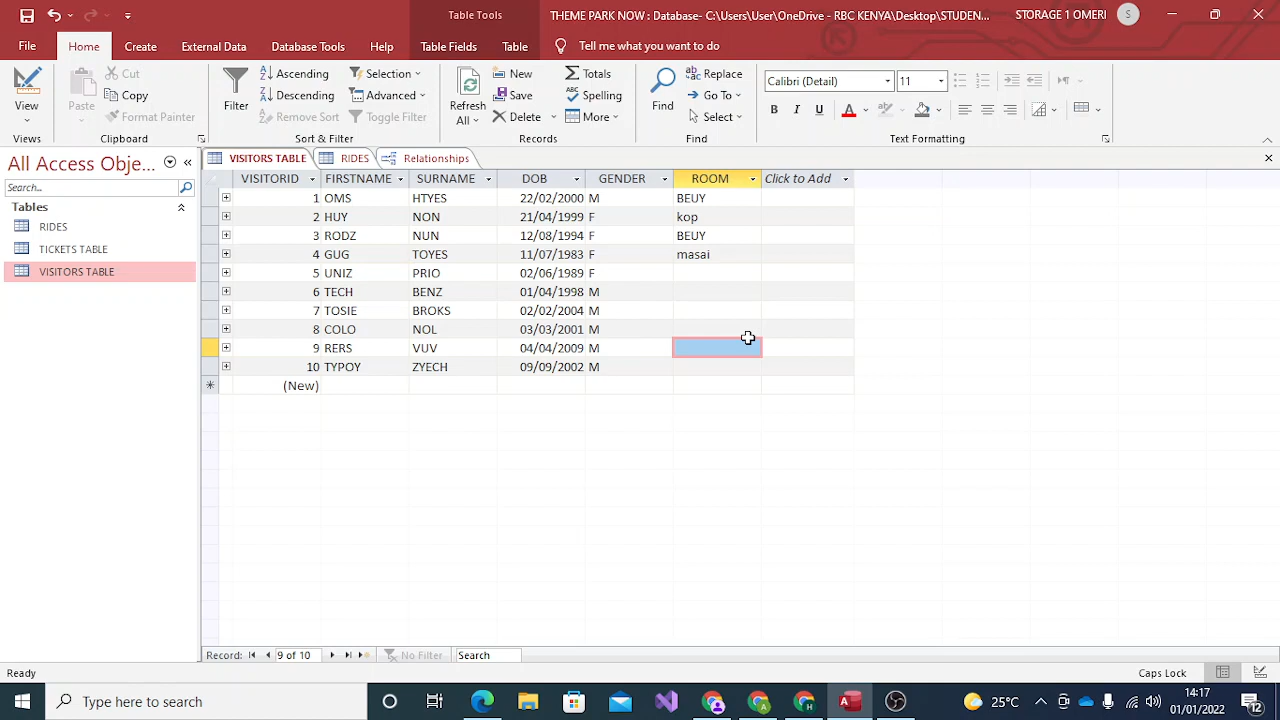 Table Tools
THEME PARK NOW : Database- C:\Users\User\OneDrive - RBC KENYA\Desktop\STUDEN...
STORAGE 1 OMERI
S
File
Home
Create
External Data
Database Tools
Help
Table Fields
Table
Tell me what you want to do
View
Views
Paste
Cut
Copy
Format Painter
Clipboard
Filter
Ascending
Descending
Remove Sort
Selection
Advanced
Toggle Filter
Sort & Filter
Refresh
All
New
Save
Delete
Totals
Spelling
More
Records
Find
Replace
Go To
Select
Find
Calibri (Detail)
11
B I U
A
Text Formatting
All Access Obje...
Search...
Tables
RIDES
TICKETS TABLE
VISITORS TABLE
VISITORS TABLE RIDES Relationships
VISITORID FIRSTNAME SURNAME DOB GENDER ROOM Click to Add
1 OMS HTYES 22/02/2000 M BEUY
2 HUY NON 21/04/1999 F kop
3 RODZ NUN 12/08/1994 F BEUY
4 GUG TOYES 11/07/1983 F masai
5 UNIZ PRIO 02/06/1989 F
6 TECH BENZ 01/04/1998 M
7 TOSIE BROKS 02/02/2004 M
8 COLO NOL 03/03/2001 M
9 RERS VUV 04/04/2009 M
10 TYPOY ZYECH 09/09/2002 M
(New)
Record: 9 of 10 No Filter Search
Ready
Caps Lock
Type here to search
25°C
14:17
01/01/2022
12